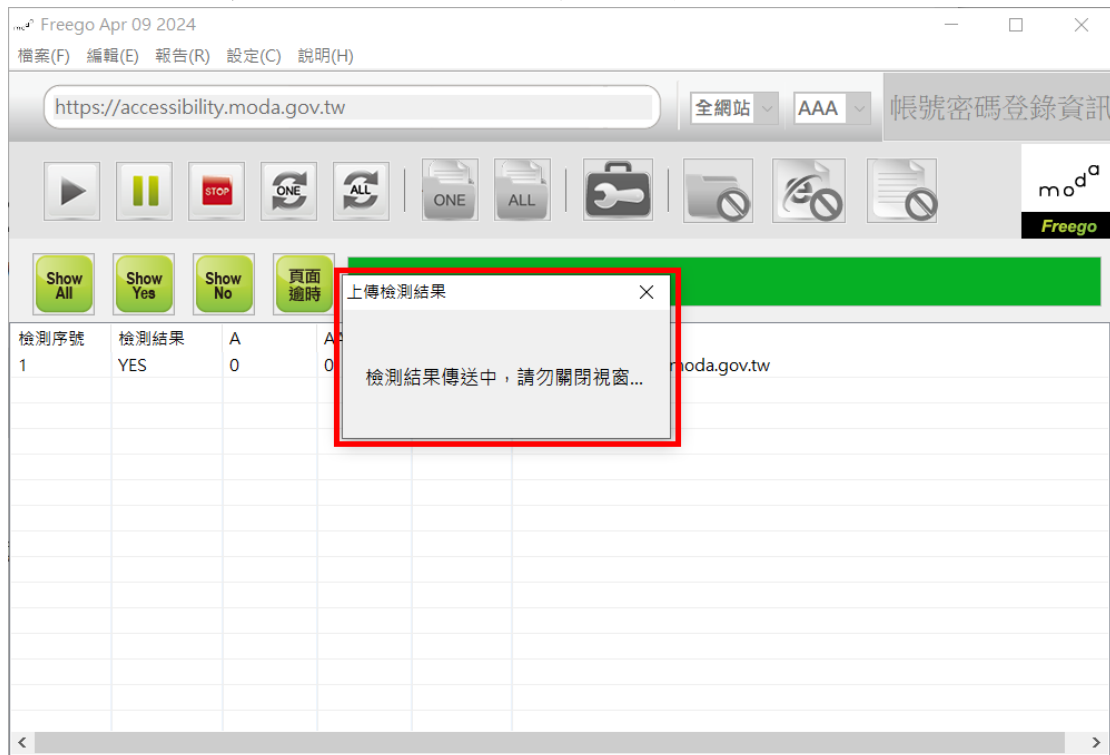 moda Freego Apr 09 2024
檔案(F) 編輯(E) 報告(R) 設定(C) 說明(H)
https://accessibility.moda.gov.tw 全網站 AAA 帳號密碼登錄資訊
STOP ONE ALL ONE ALL moda
Freego
Show All Show Yes Show No 頁面逾時
上傳檢測結果
檢測序號 檢測結果 A
1 YES 0 0 moda.gov.tw
檢測結果傳送中，請勿關閉視窗...